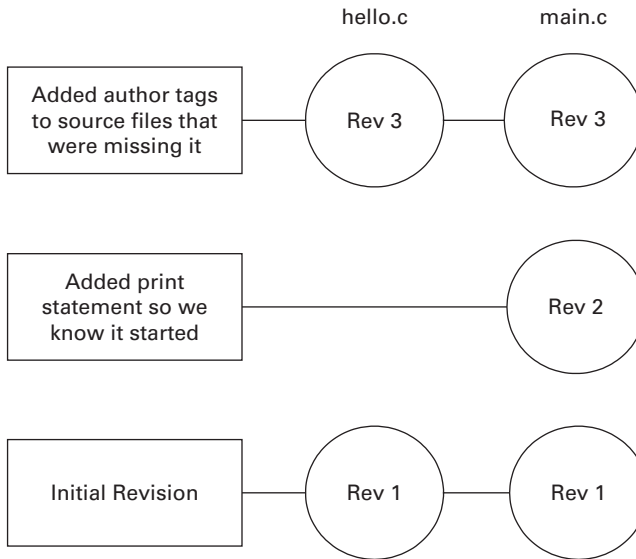 hello.c
main.c
Added author tags
to source files that
were missing it
Rev 3
Rev 3
Added print
statement so we
know it started
Rev 2
Initial Revision
Rev 1
Rev 1